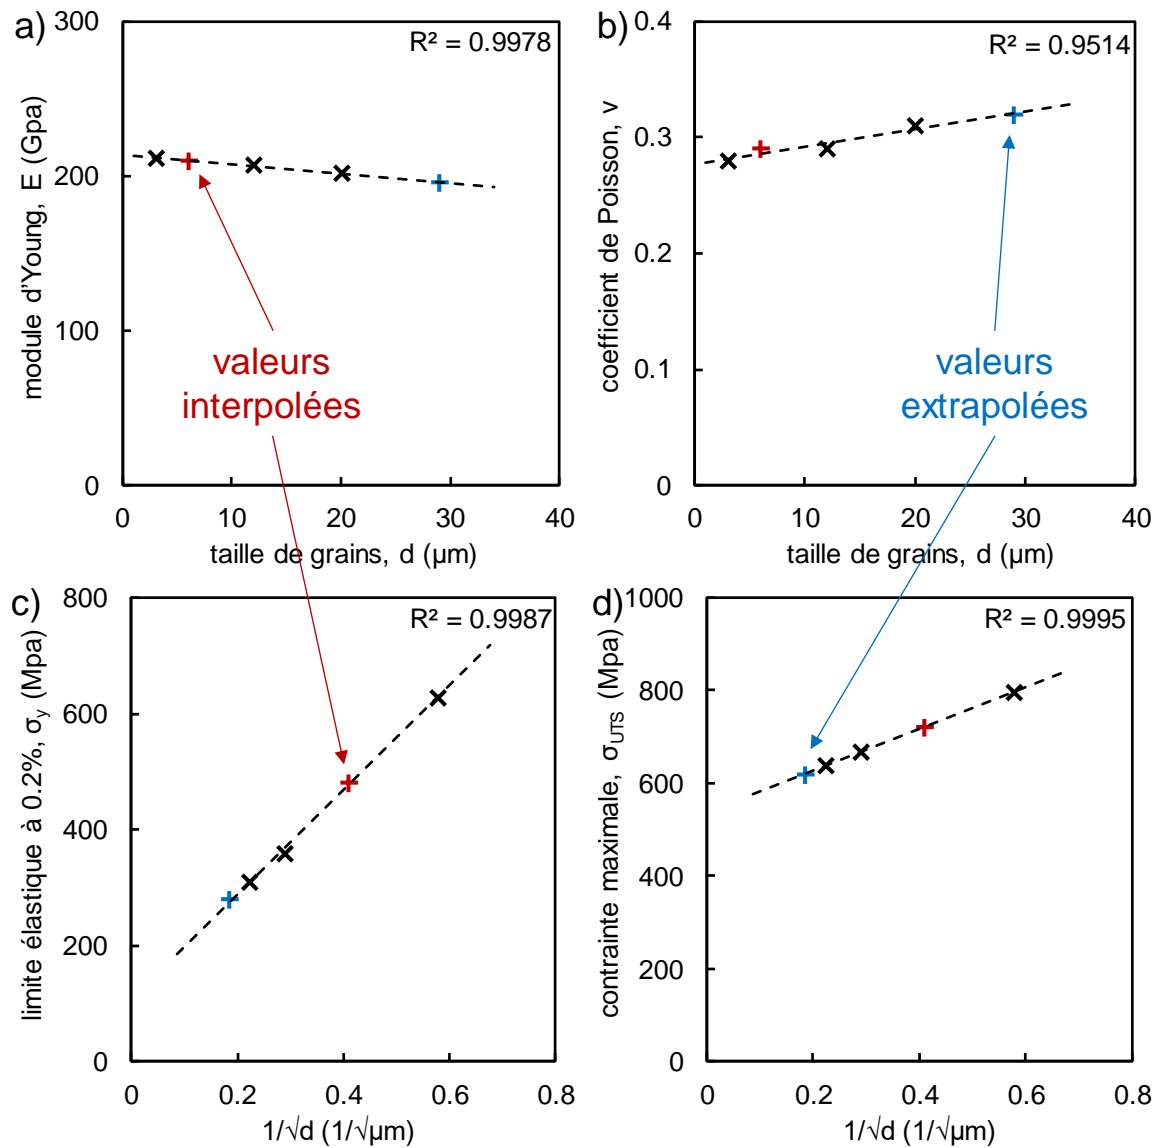 a)
R² = 0.9978
module d'Young, E (Gpa)
300
200
100
0
0 10 20 30 40
taille de grains, d (µm)
b)
R² = 0.9514
coefficient de Poisson, v
0.4
0.3
0.2
0.1
0
0 10 20 30 40
taille de grains, d (µm)
valeurs
interpolées
valeurs
extrapolées
c)
R² = 0.9987
limite élastique à 0.2%, σy (Mpa)
800
600
400
200
0
0 0.2 0.4 0.6 0.8
1/√d (1/√µm)
d)
R² = 0.9995
contrainte maximale, σUTS (Mpa)
1000
800
600
400
200
0
0 0.2 0.4 0.6 0.8
1/√d (1/√µm)